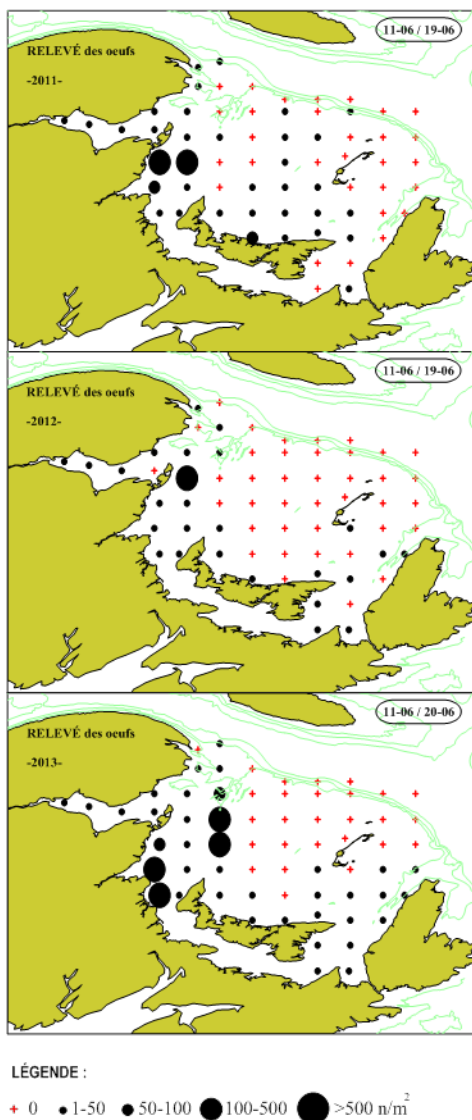 RELEVÉ des oeufs
-2011-
11-06 / 19-06
RELEVÉ des oeufs
-2012-
11-06 / 19-06
RELEVÉ des oeufs
-2013-
11-06 / 20-06
LÉGENDE :
+ 0 1-50 50-100 100-500 >500 n/m²